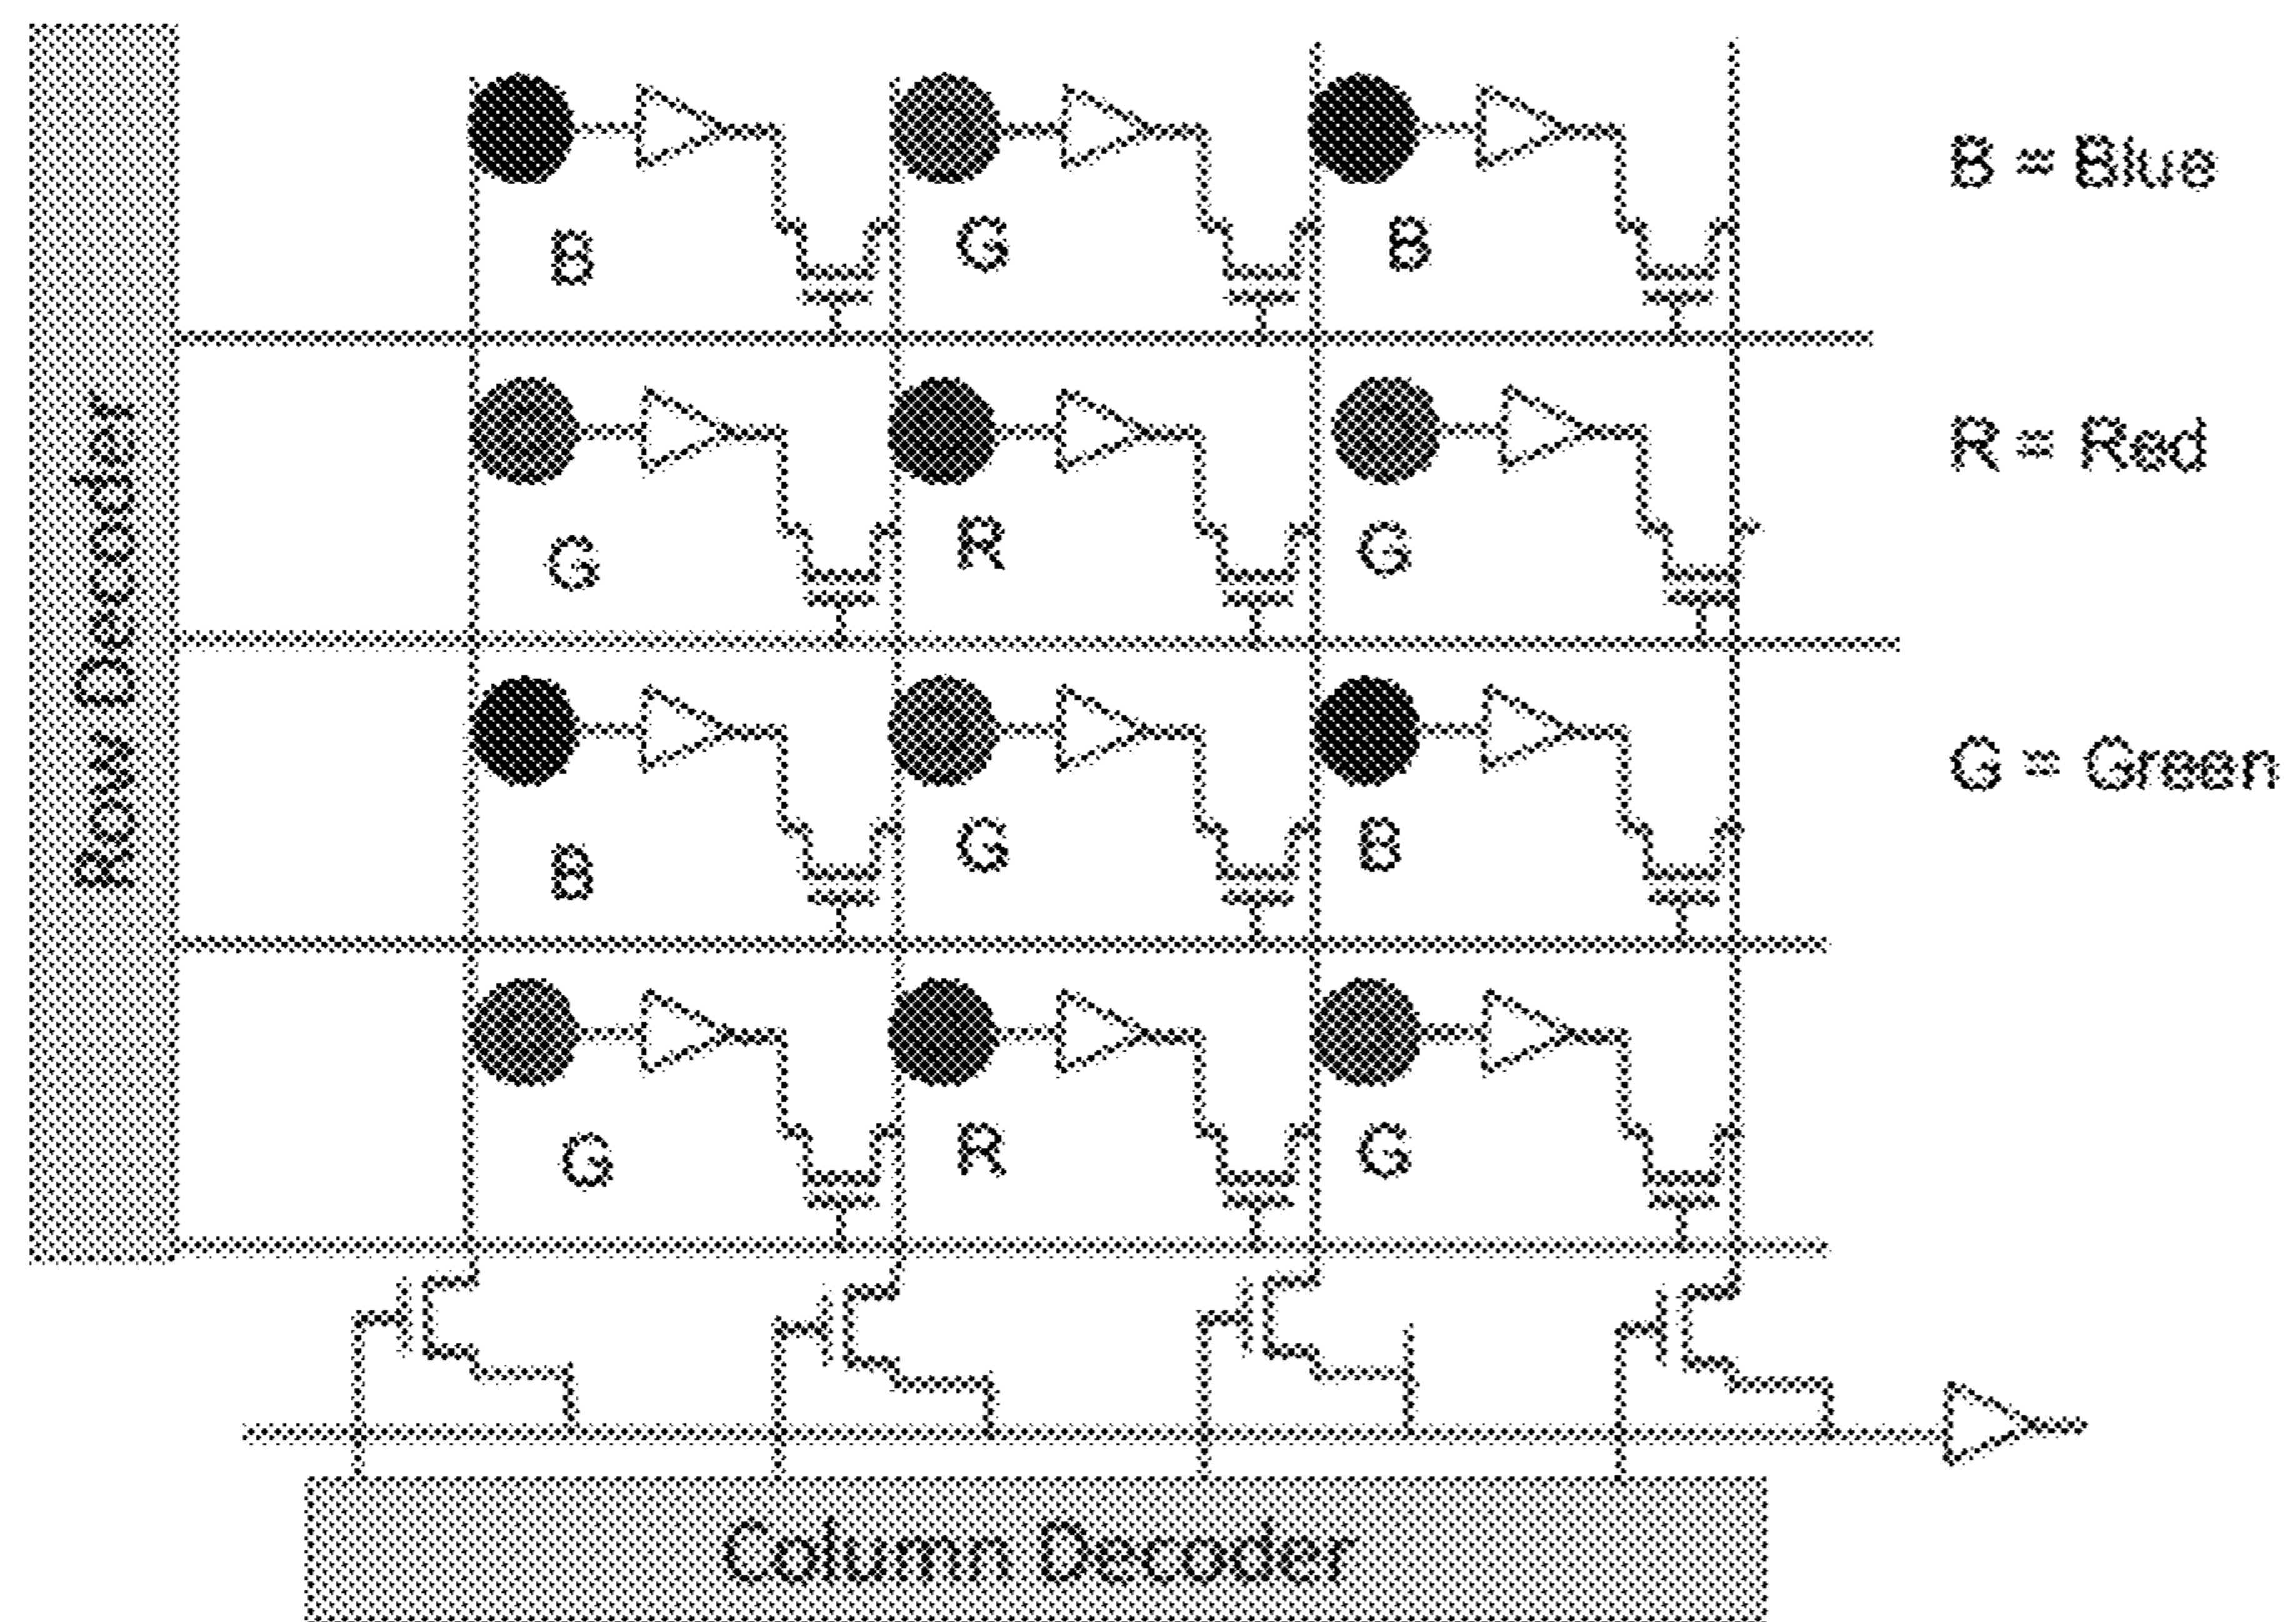 Row Decoder
B G B
B = Blue
G R G
R = Red
B G B
G = Green
G R G
Column Decoder